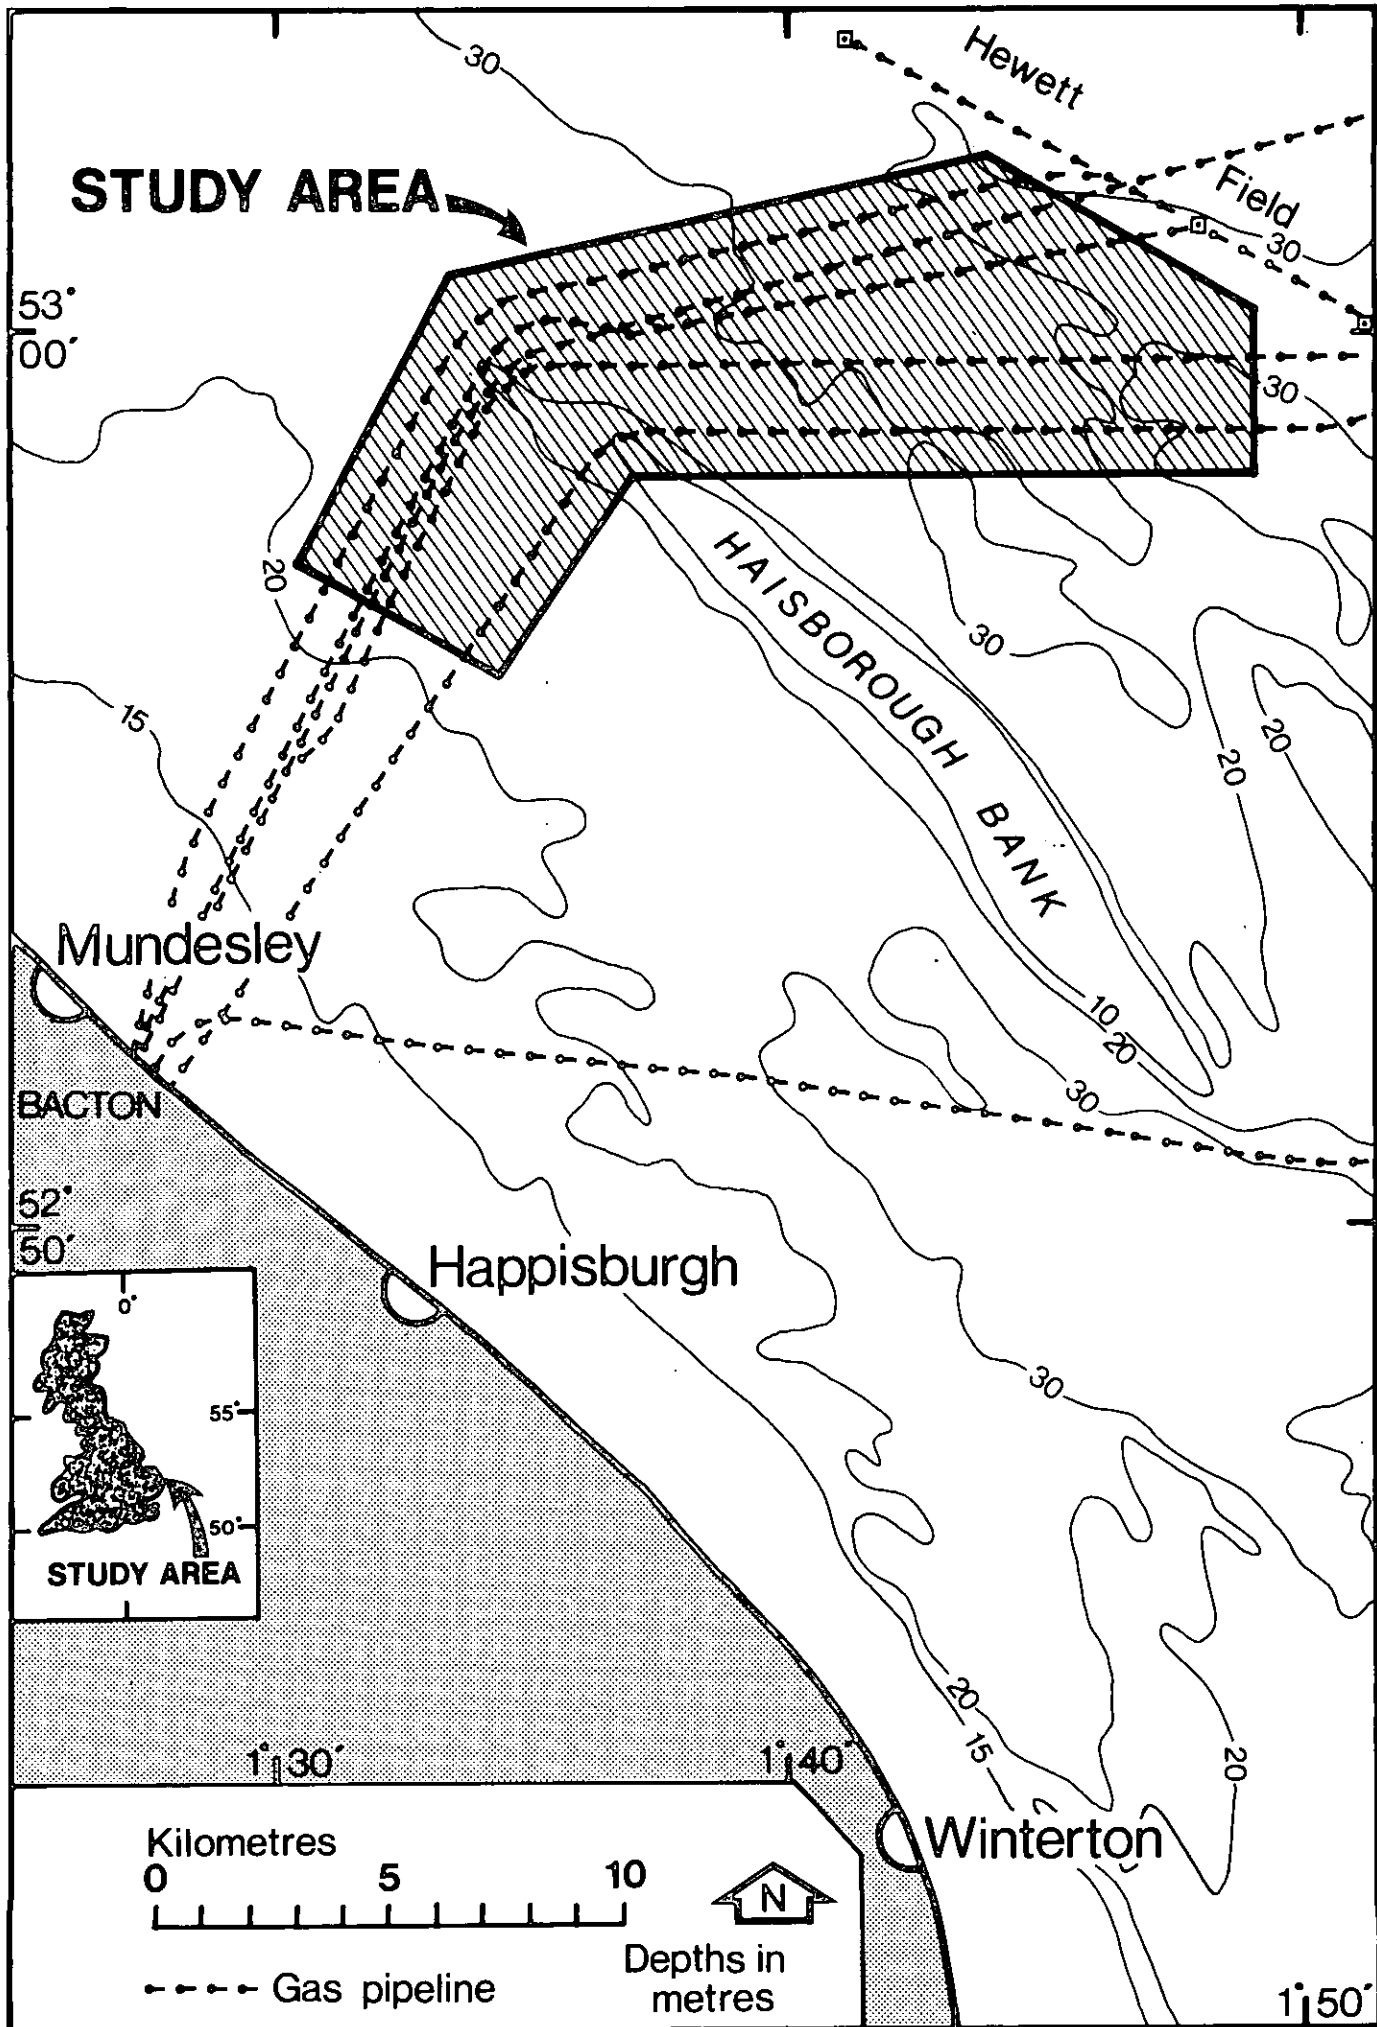 30
Hewett
STUDY AREA
Field
30
53°
00′
30
20
HAISBOROUGH BANK
30
15
20
20
Mundesley
10
20
30
BACTON
52°
50′
Happisburgh
0°
30
55°
50°
STUDY AREA
20
15
20
1° 30′
1° 40′
Winterton
Kilometres
0 5 10
N
Depths in
metres
Gas pipeline
1° 50′